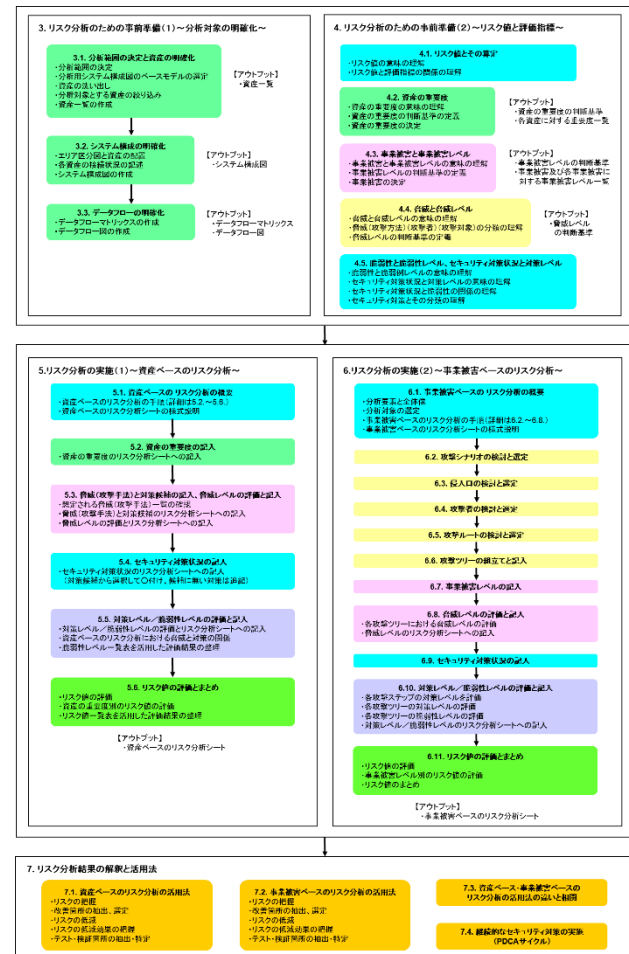 3. リスク分析のための事前準備(1)～分析対象の明確化～
3.1. 分析範囲の決定と資産の明確化
・分析範囲の決定
・分析用システム構成図のベースモデルの選定
・資産の洗い出し
・分析対象とする資産の絞り込み
・資産一覧の作成
【アウトプット】
・資産一覧
3.2. システム構成の明確化
・エリア区分図と資産の配置
・各資産の接続状況の記述
・システム構成図の作成
【アウトプット】
・システム構成図
3.3. データフローの明確化
・データフローマトリックスの作成
・データフロー図の作成
【アウトプット】
・データフローマトリックス
・データフロー図
4. リスク分析のための事前準備(2)～リスク値と評価指標～
4.1. リスク値とその算定
・リスク値の意味の理解
・リスク値と評価指標の関係の理解
4.2. 資産の重要度
・資産の重要度の意味の理解
・資産の重要度の判断基準の定義
・資産の重要度の決定
【アウトプット】
・資産の重要度の判断基準
・各資産に対する重要度一覧
4.3. 事業被害と事業被害レベル
・事業被害と事業被害レベルの意味の理解
・事業被害レベルの判断基準の定義
・事業被害の決定
【アウトプット】
・事業被害レベルの判断基準
・事業被害及び各事業被害に
対する事業被害レベル一覧
4.4. 脅威と脅威レベル
・脅威と脅威レベルの意味の理解
・脅威(攻撃方法)(攻撃者)(攻撃対象)の分類の理解
・脅威レベルの判断基準の定義
【アウトプット】
・脅威レベル
の判断基準
4.5. 脆弱性と脆弱性レベル、セキュリティ対策状況と対策レベル
・脆弱性と脆弱性レベルの意味の理解
・セキュリティ対策状況と対策レベルの意味の理解
・セキュリティ対策状況と脆弱性の関係の理解
・セキュリティ対策とその分類の理解
5.リスク分析の実施(1)～資産ベースのリスク分析～
5.1. 資産ベースの リスク分析の概要
・資産ベースのリスク分析の手法(詳細は5.2.～5.6.)
・資産ベースのリスク分析シートの様式説明
5.2. 資産の重要度の記入
・資産の重要度のリスク分析シートへの記入
5.3. 脅威(攻撃手法)と対策候補の記入、脅威レベルの評価と記入
・想定される脅威(攻撃手法)一覧の確認
・脅威(攻撃手法)と対策候補のリスク分析シートへの記入
・脅威レベルの評価とリスク分析シートへの記入
5.4. セキュリティ対策状況の記入
・セキュリティ対策状況のリスク分析シートへの記入
(対策候補から選択して○付け、候補に無い対策は追記)
5.5. 対策レベル／脆弱性レベルの評価と記入
・対策レベル／脆弱性レベルの評価とリスク分析シートへの記入
・資産ベースのリスク分析における脅威と対策の関係
・脆弱性レベル一覧表を活用した評価結果の整理
5.6. リスク値の評価とまとめ
・リスク値の評価
・資産の重要度別のリスク値の評価
・リスク値一覧表を活用した評価結果の整理
【アウトプット】
・資産ベースのリスク分析シート
6.リスク分析の実施(2)～事業被害ベースのリスク分析～
6.1. 事業被害ベースの リスク分析の概要
・分析要素と全体像
・分析対象の選定
・事業被害ベースのリスク分析の手法(詳細は6.2.～6.8.)
・事業被害ベースのリスク分析シートの様式説明
6.2. 攻撃シナリオの検討と選定
6.3. 侵入口の検討と選定
6.4. 攻撃者の検討と選定
6.5. 攻撃ルートの検討と選定
6.6. 攻撃ツリーの組立てと記入
6.7. 事業被害レベルの記入
6.8. 脅威レベルの評価と記入
・各攻撃ツリーにおける脅威レベルの評価
・脅威レベルのリスク分析シートへの記入
6.9. セキュリティ対策状況の記入
6.10. 対策レベル／脆弱性レベルの評価と記入
・各攻撃ステップの対策レベルを評価
・各攻撃ツリーの対策レベルの評価
・各攻撃ツリーの脆弱性レベルの評価
・対策レベル／脆弱性レベルのリスク分析シートへの記入
6.11. リスク値の評価とまとめ
・リスク値の評価
・事業被害レベル別のリスク値の評価
・リスク値のまとめ
【アウトプット】
・事業被害ベースのリスク分析シート
7. リスク分析結果の解釈と活用法
7.1. 資産ベースのリスク分析の活用法
・リスクの把握
・改善箇所の抽出、選定
・リスクの低減
・リスクの低減効果の把握
・テスト・検証箇所の抽出・特定
7.2. 事業被害ベースのリスク分析の活用法
・リスクの把握
・改善箇所の抽出、選定
・リスクの低減
・リスクの低減効果の把握
・テスト・検証箇所の抽出・特定
7.3. 資産ベース・事業被害ベースの
リスク分析の活用法の違いと相関
7.4. 継続的なセキュリティ対策の実施
(PDCAサイクル)